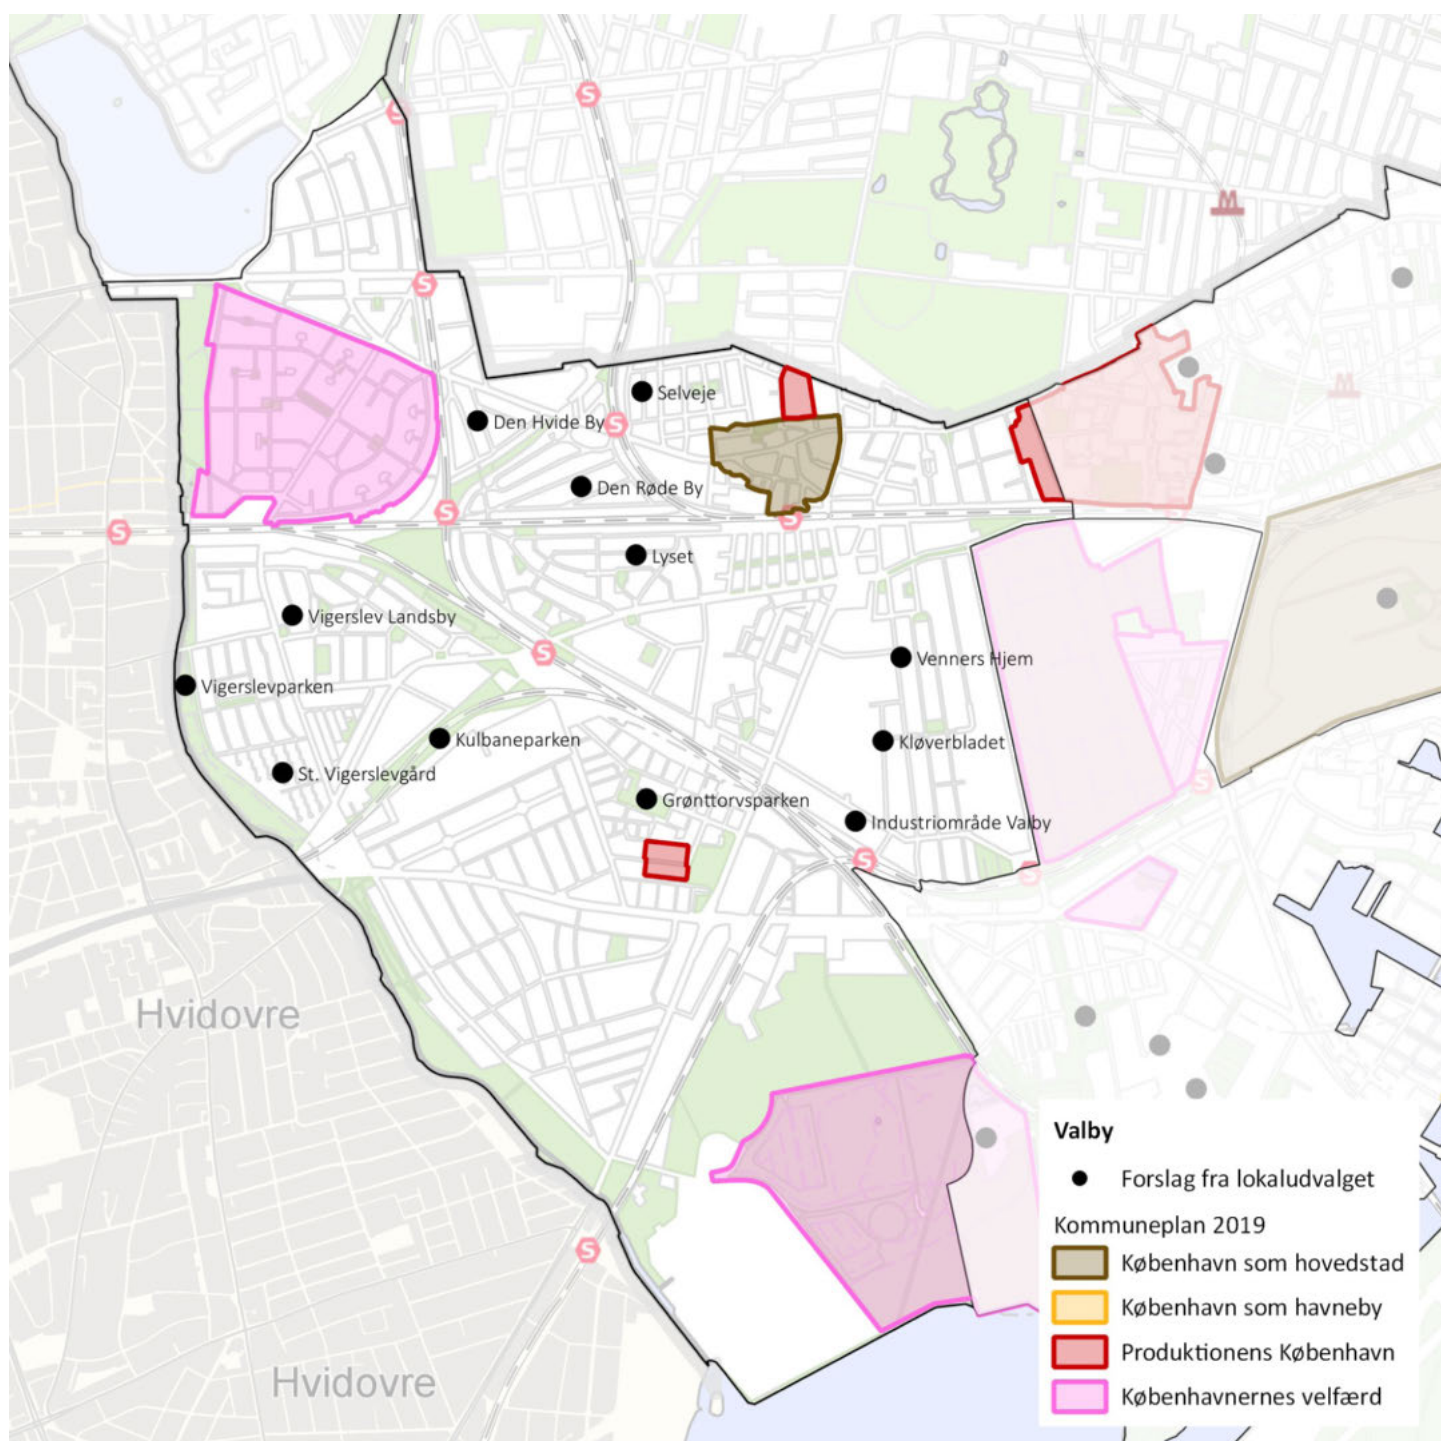 S
S
M
S
M
Selveje
Den Hvide By
S
Den Røde By
S
S
S
Lyset
Vigerslev Landsby
S
Venners Hjem
Vigerslevparken
Kulbaneparken
Kløverbladet
St. Vigerslevgård
S
Grønttorvsparken
Industriområde Valby
S
S
Hvidovre
S
Hvidovre
Valby
Forslag fra lokaludvalget
Kommuneplan 2019
København som hovedstad
København som havneby
Produktionens København
Københavnernes velfærd